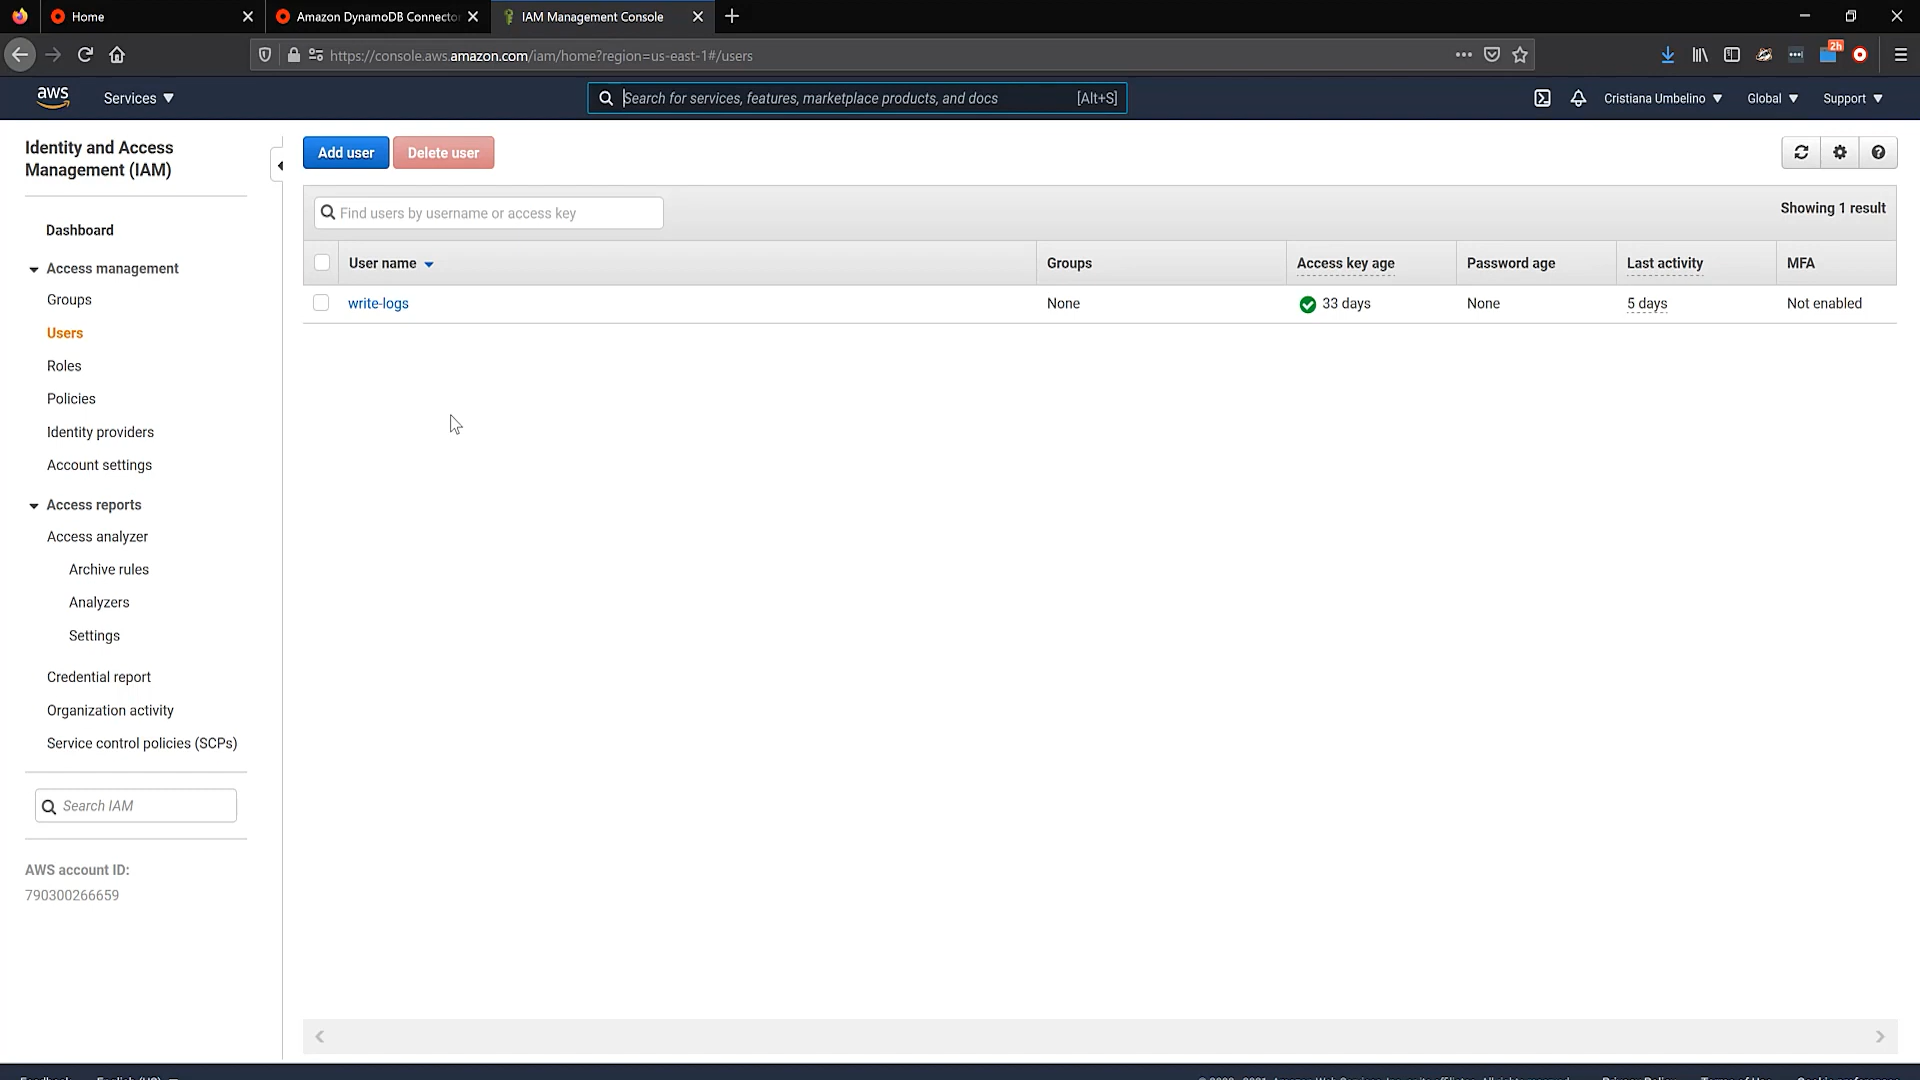 Home
Amazon DynamoDB Connector
IAM Management Console
https://console.aws.amazon.com/iam/home?region=us-east-1#/users
2h
aws
Services
Search for services, features, marketplace products, and docs
[Alt+S]
Cristiana Umbelino
Global
Support
Identity and Access
Management (IAM)
Dashboard
Access management
Groups
Users
Roles
Policies
Identity providers
Account settings
Access reports
Access analyzer
Archive rules
Analyzers
Settings
Credential report
Organization activity
Service control policies (SCPs)
Search IAM
AWS account ID:
790300266659
Add user
Delete user
Find users by username or access key
Showing 1 result
User name
Groups
Access key age
Password age
Last activity
MFA
write-logs
None
33 days
None
5 days
Not enabled